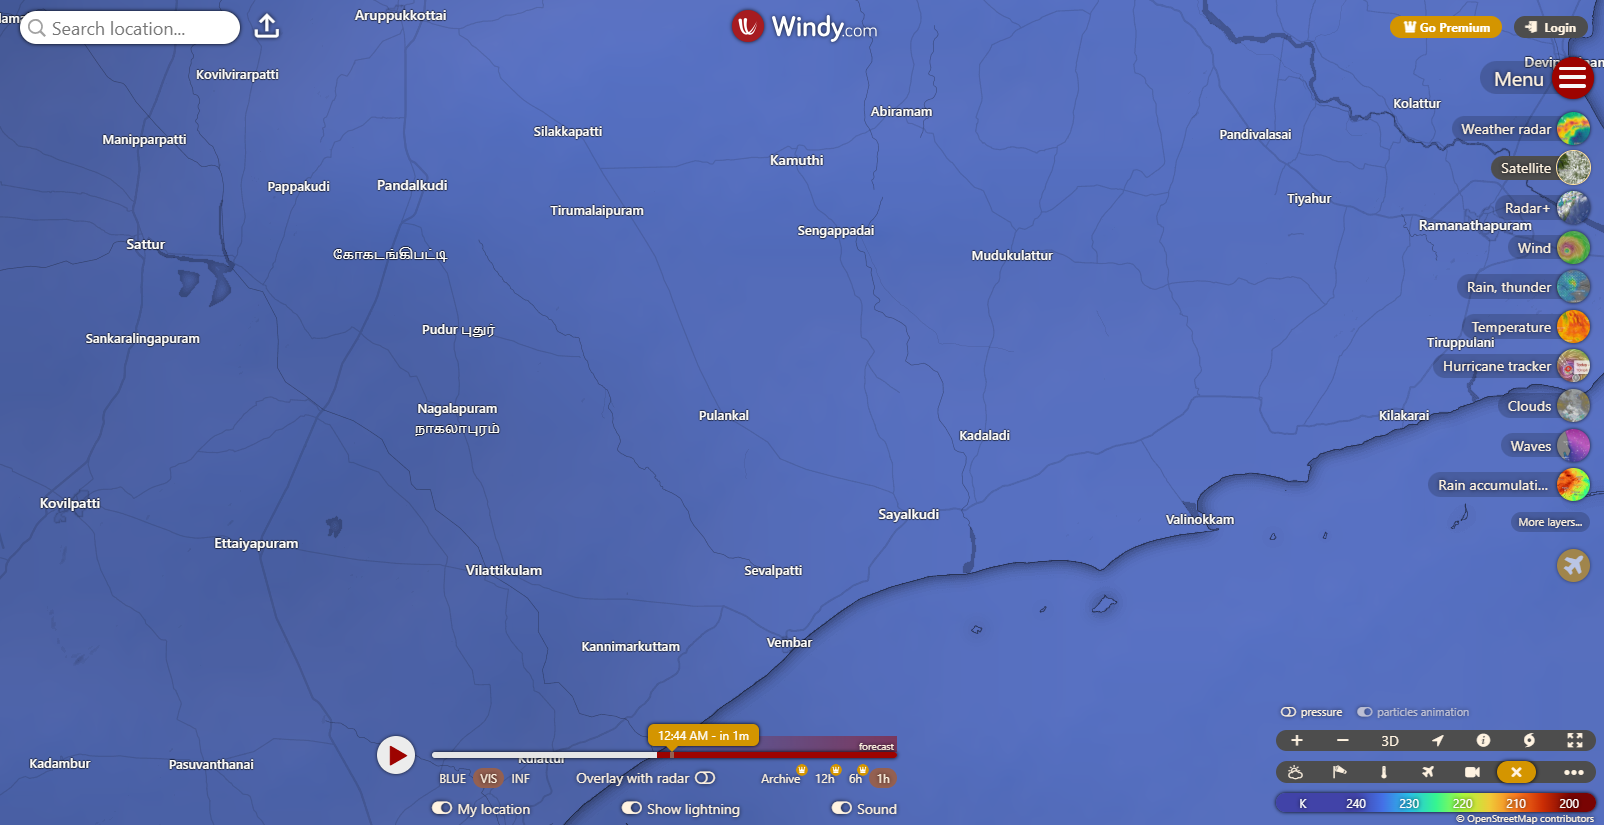 Aruppukkottai
Search location...
Windy.com
Go Premium
Login
Kovilvirarpatti
Menu
Kolattur
Abiramam
Manipparpatti
Silakkapatti
Pandivalasai
Weather radar
Kamuthi
Satellite
Pappakudi
Pandalkudi
Tiyahur
Tirumalaipuram
Radar+
Ramanathapuram
Sengappadai
Sattur
Wind
கோகடங்கிபட்டி
Mudukulattur
Rain, thunder
Pudur புதுர்
Temperature
Sankaralingapuram
Tiruppulani
Hurricane tracker
Nagalapuram
நாகலாபுரம்
Clouds
Pulankal
Kilakarai
Kadaladi
Waves
Rain accumulati...
Kovilpatti
Sayalkudi
Valinokkam
More layers...
Ettaiyapuram
Vilattikulam
Sevalpatti
Kannimarkuttam
Vembar
pressure
particles animation
12:44 AM - in 1m
forecast
3D
Kadambur
Pasuvanthanai
BLUE VIS INF
Overlay with radar
Archive 12h 6h 1h
My location
Show lightning
Sound
K 240 230 220 210 200
© OpenStreetMap contributors